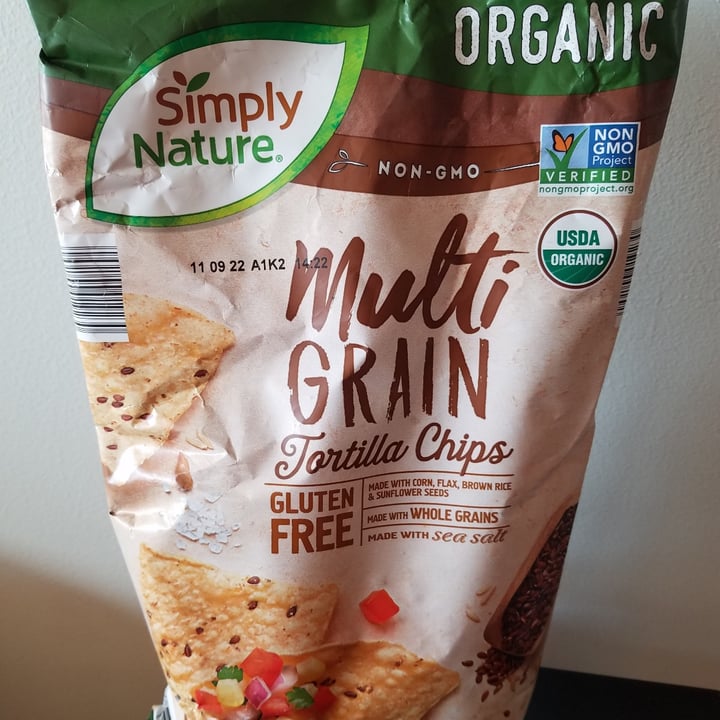 ORGANIC
Simply
Nature®
NON-GMO
NON
GMO
Project
VERIFIED
nongmoproject.org
USDA
ORGANIC
11 09 22 A1K2 14:22
Multi
GRAIN
Tortilla Chips
GLUTEN
FREE
MADE WITH CORN, FLAX, BROWN RICE
& SUNFLOWER SEEDS
MADE WITH WHOLE GRAINS
MADE WITH sea salt